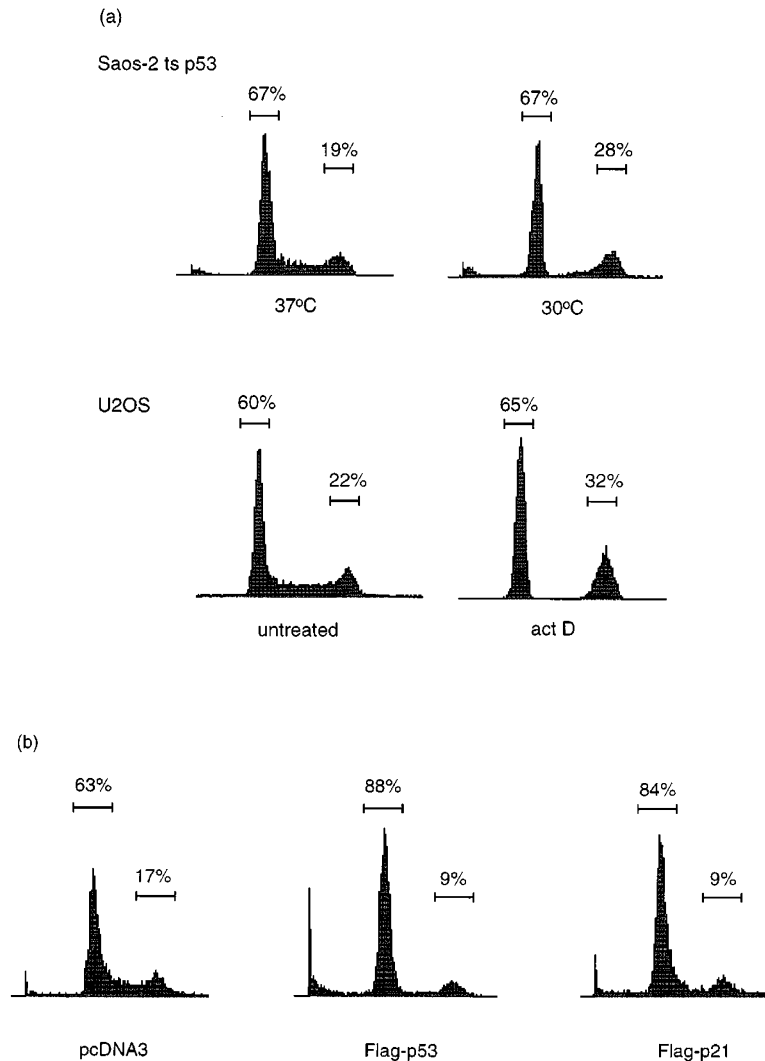 (a)
Saos-2 ts p53
67%
19%
67%
28%
37ºC
30ºC
U2OS
60%
22%
65%
32%
untreated
act D
(b)
63%
17%
88%
9%
84%
9%
pcDNA3
Flag-p53
Flag-p21